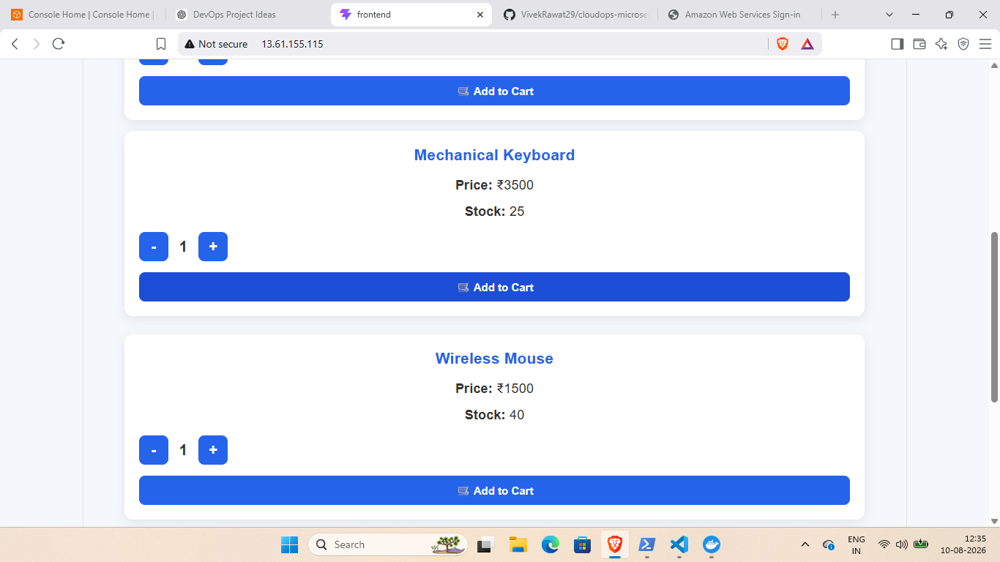 Console Home | Console Home |
DevOps Project Ideas
frontend
VivekRawat29/cloudops-microse
Amazon Web Services Sign-in
Not secure
13.61.155.115
Add to Cart
Mechanical Keyboard
Price: ₹3500
Stock: 25
- 1 +
Add to Cart
Wireless Mouse
Price: ₹1500
Stock: 40
- 1 +
Add to Cart
Search
ENG
IN
12:35
10-08-2026